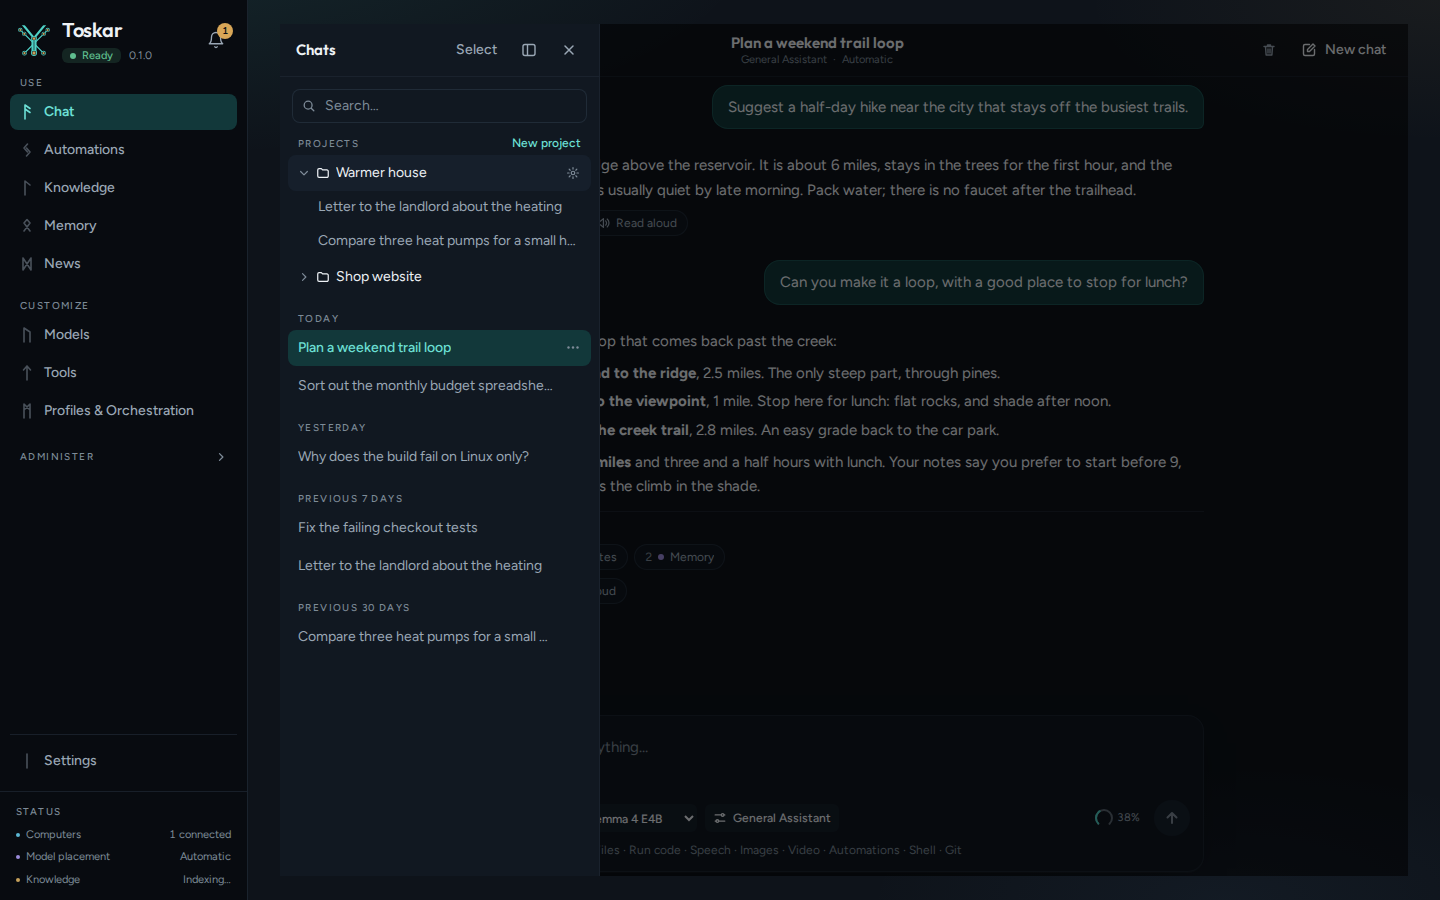 Toskar
Ready 0.1.0
1
USE
Chat
Automations
Knowledge
Memory
News
CUSTOMIZE
Models
Tools
Profiles & Orchestration
ADMINISTER
Settings
STATUS
Computers 1 connected
Model placement Automatic
Knowledge Indexing...
Chats Select
Search...
PROJECTS New project
Warmer house
Letter to the landlord about the heating
Compare three heat pumps for a small h...
Shop website
TODAY
Plan a weekend trail loop
Sort out the monthly budget spreadshe...
YESTERDAY
Why does the build fail on Linux only?
PREVIOUS 7 DAYS
Fix the failing checkout tests
Letter to the landlord about the heating
PREVIOUS 30 DAYS
Compare three heat pumps for a small ...
Plan a weekend trail loop
General Assistant · Automatic
New chat
Suggest a half-day hike near the city that stays off the busiest trails.
ge above the reservoir. It is about 6 miles, stays in the trees for the first hour, and the
s usually quiet by late morning. Pack water; there is no faucet after the trailhead.
Read aloud
Can you make it a loop, with a good place to stop for lunch?
op that comes back past the creek:
d to the ridge, 2.5 miles. The only steep part, through pines.
the viewpoint, 1 mile. Stop here for lunch: flat rocks, and shade after noon.
he creek trail, 2.8 miles. An easy grade back to the car park.
miles and three and a half hours with lunch. Your notes say you prefer to start before 9,
s the climb in the shade.
tes 2 Memory
ud
ything...
emma 4 E4B General Assistant 38%
iles · Run code · Speech · Images · Video · Automations · Shell · Git